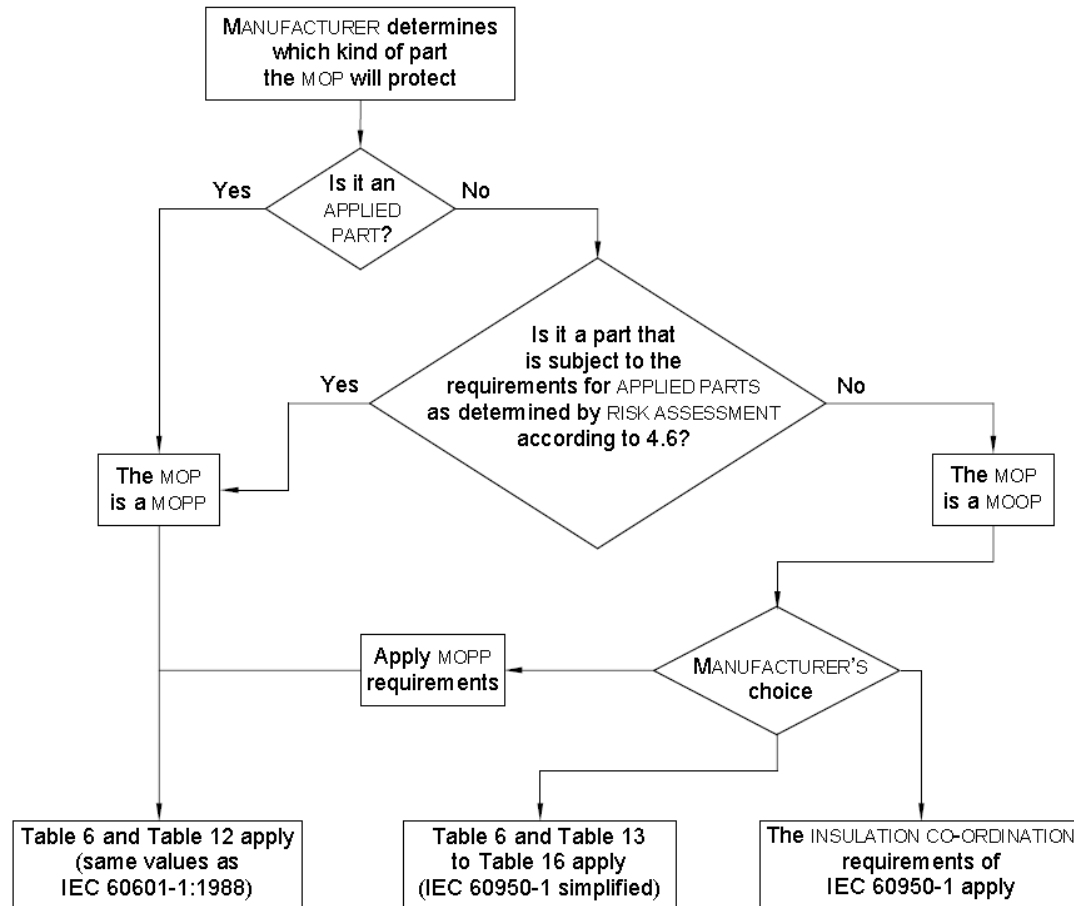 MANUFACTURER determines
which kind of part
the MOP will protect
Yes
Is it an
APPLIED
PART?
No
Is it a part that
is subject to the
requirements for APPLIED PARTS
as determined by RISK ASSESSMENT
according to 4.6?
Yes
No
The MOP
is a MOPP
The MOP
is a MOOP
Apply MOPP
requirements
MANUFACTURER'S
choice
Table 6 and Table 12 apply
(same values as
IEC 60601-1:1988)
Table 6 and Table 13
to Table 16 apply
(IEC 60950-1 simplified)
The INSULATION CO-ORDINATION
requirements of
IEC 60950-1 apply